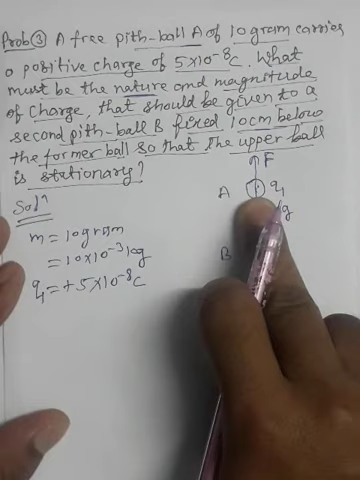 Prob③ A free pith-ball A of 10 gram carries
a positive charge of 5×10⁻⁸C. What
must be the nature and magnitude
of Charge, that should be given to a
second pith-ball B fixed 10cm below
the former ball so that the upper ball
is stationary?
Solⁿ
m = 10gram
= 10×10⁻³kg
q₁ = +5×10⁻⁸C
F
A + q₁
g
B